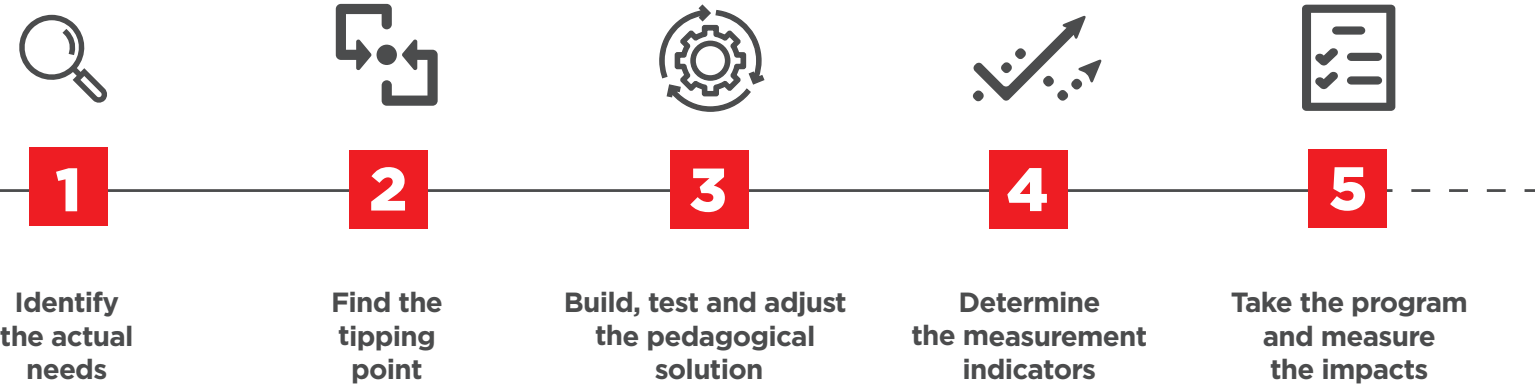 1
2
3
4
5
Identify
the actual
needs
Find the
tipping
point
Build, test and adjust
the pedagogical
solution
Determine
the measurement
indicators
Take the program
and measure
the impacts